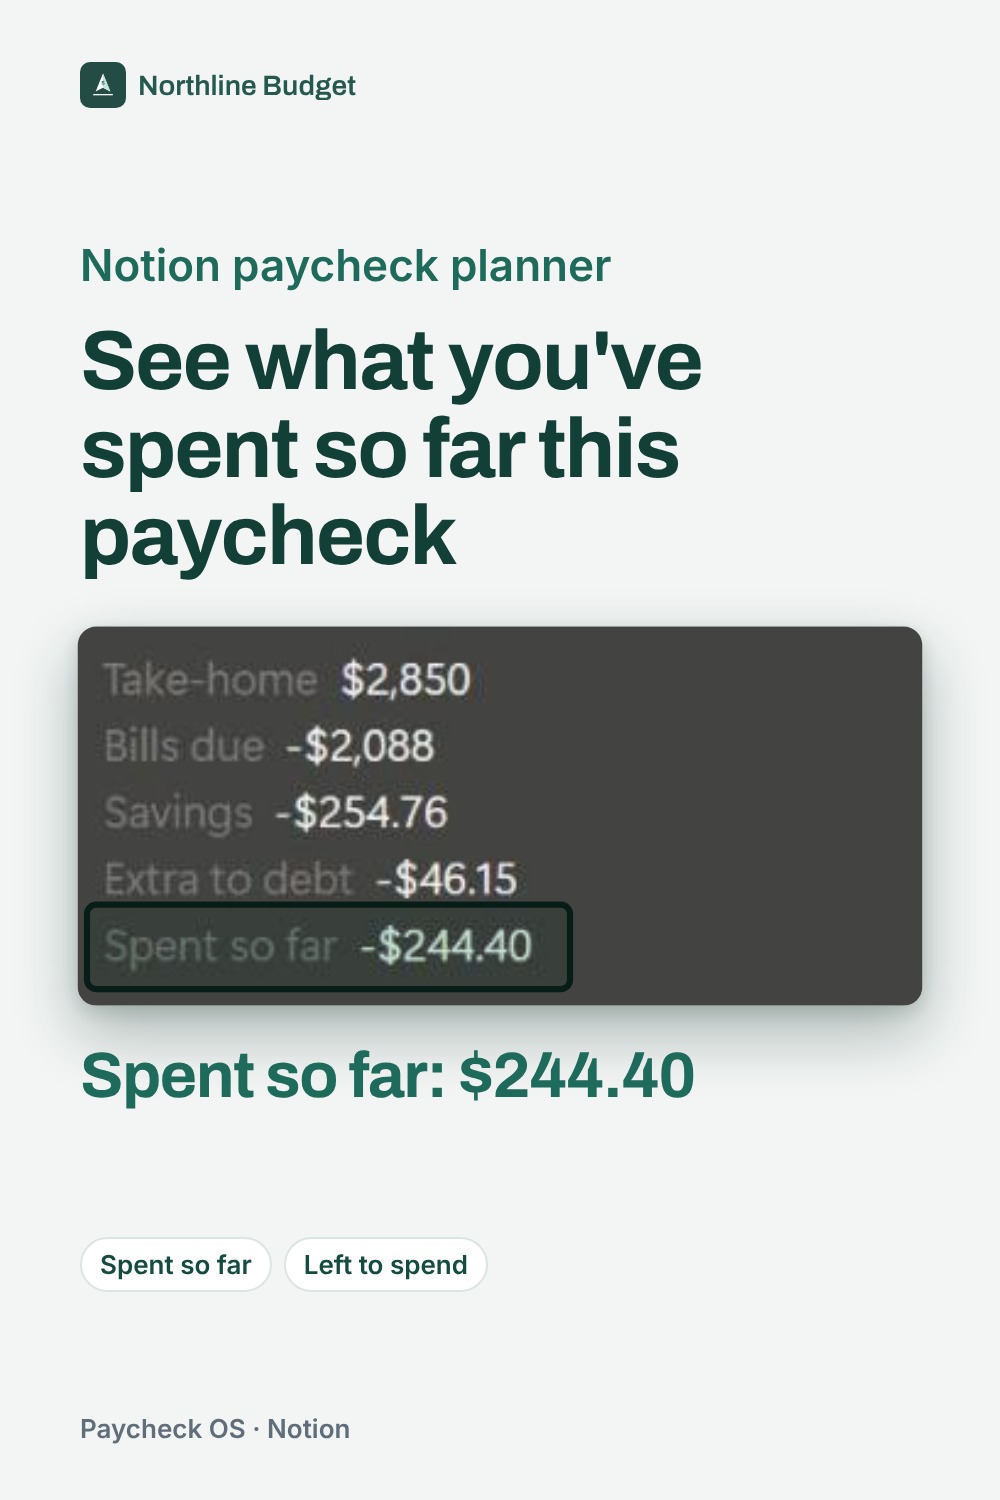 Northline Budget
Notion paycheck planner
See what you've
spent so far this
paycheck
Take-home $2,850
Bills due -$2,088
Savings -$254.76
Extra to debt -$46.15
Spent so far -$244.40
Spent so far: $244.40
Spent so far Left to spend
Paycheck OS · Notion